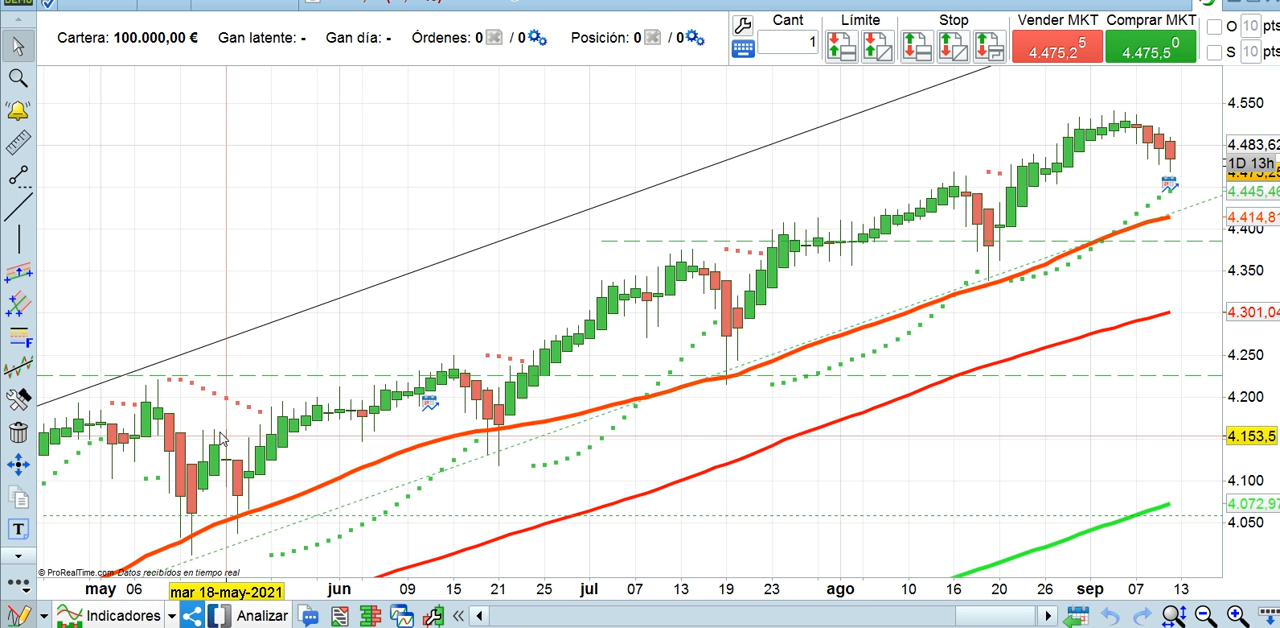 Cartera: 100.000,00 € Gan latente: - Gan día: - Órdenes: 0 / 0 Posición: 0 / 0
Cant Límite Stop Vender MKT Comprar MKT
1 4.475,2 5 4.475,5 0
O 10 pts
S 10 pts
4.550
4.483,62
1D 13h
4.445,46
4.414,81
4.400
4.350
4.301,04
4.250
4.200
4.153,5
4.100
4.072,97
4.050
© ProRealTime.com Datos recibidos en tiempo real
may 06 mar 18-may-2021 jun 09 15 21 25 jul 07 13 19 23 ago 10 16 20 26 sep 07 13
Indicadores Analizar